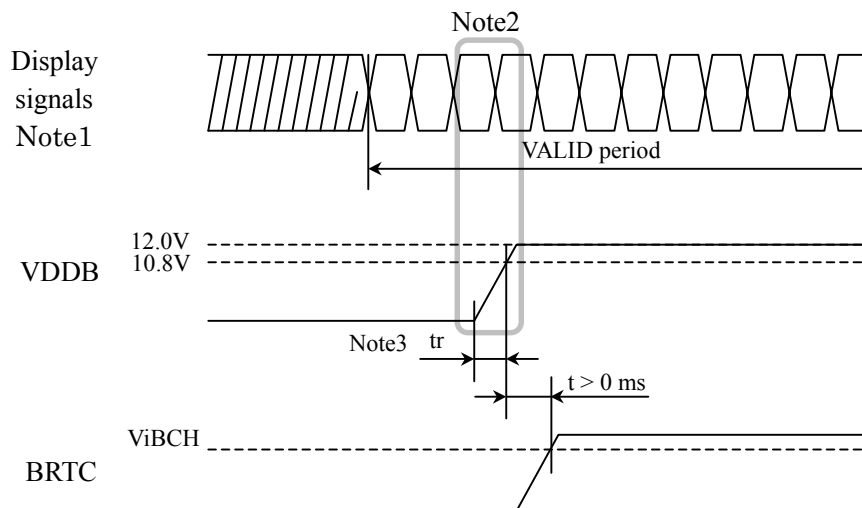 Note2
Display
signals
Note1
VALID period
12.0V
10.8V
VDDB
Note3
tr
t > 0 ms
ViBCH
BRTC